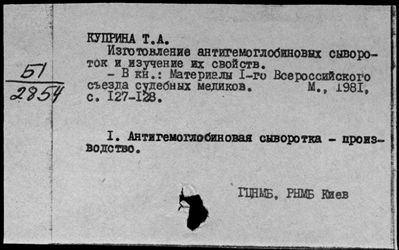 КУПРИНА Т.А.
Изготовление антигемоглобиновых сыворо-
ток и изучение их свойств.
- В кн.: Материалы I-го Всероссийского
съезда судебных медиков. М., 1981,
с. 127-128.
Б1
2854
I. Антигемоглобиновая сыворотка - произ-
водство.
ГЦНМБ, РНМБ Киев